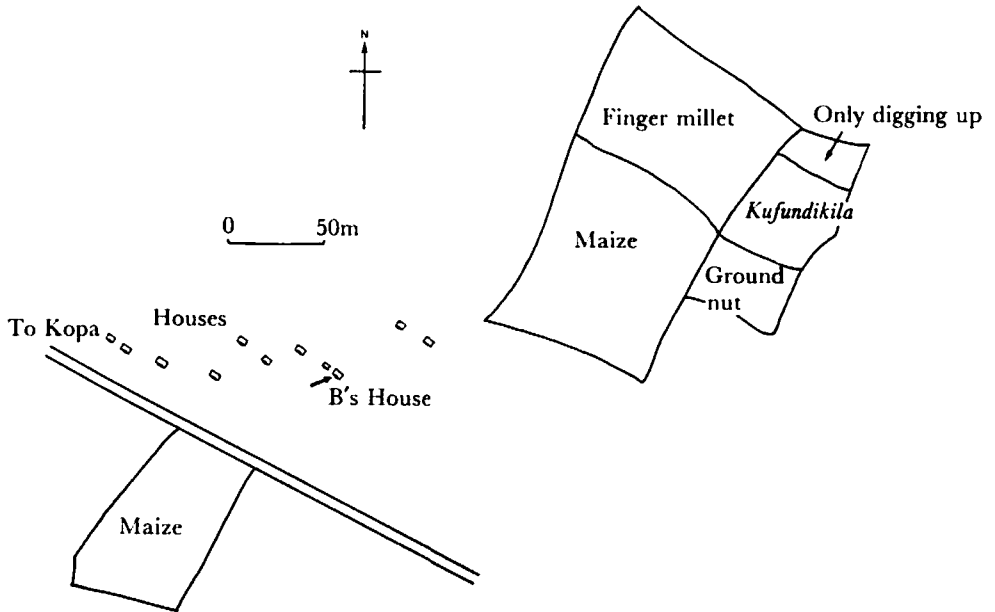 N
Finger millet
Only digging up
Kufundikila
0 50m
Maize
Ground
nut
To Kopa
Houses
B's House
Maize